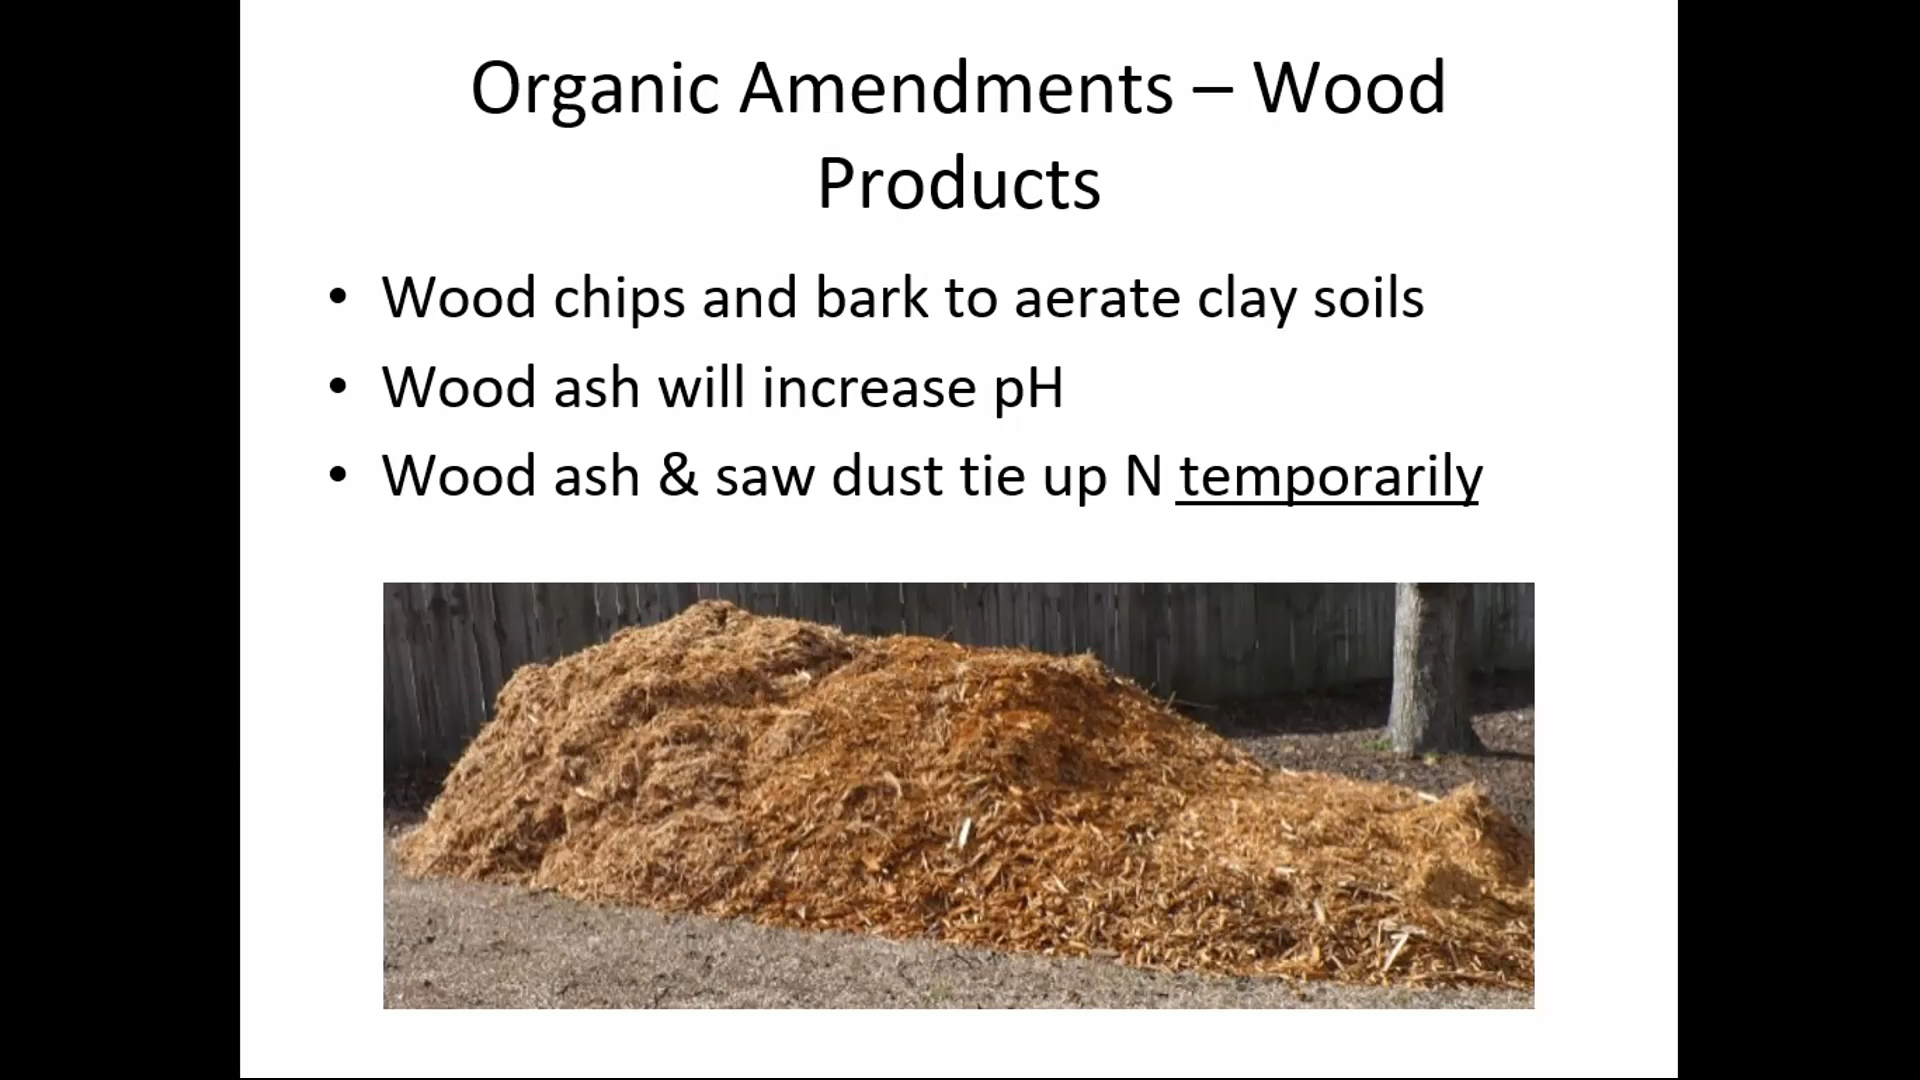 Organic Amendments – Wood
Products
• Wood chips and bark to aerate clay soils
• Wood ash will increase pH
• Wood ash & saw dust tie up N temporarily